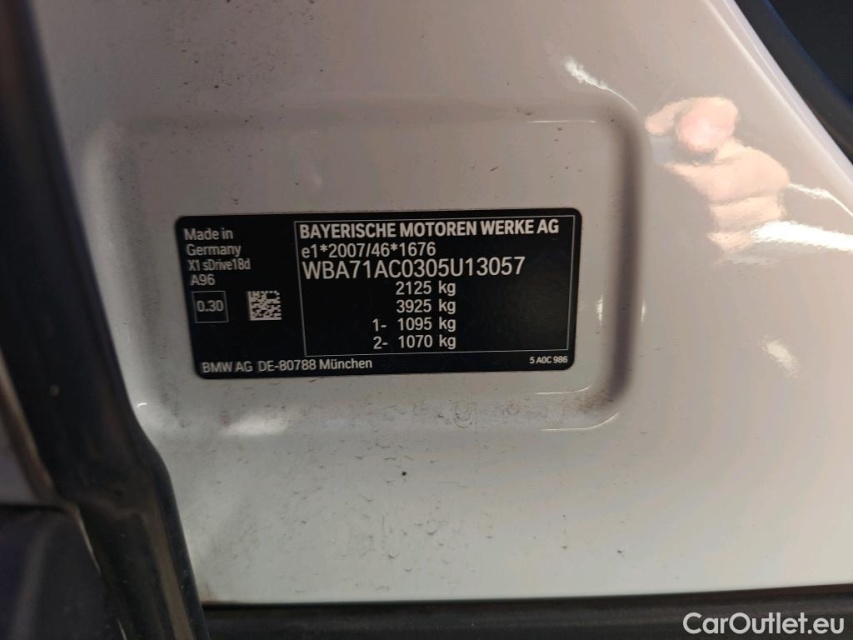 Made in
Germany
X1 sDrive18d
A96
0.30
BAYERISCHE MOTOREN WERKE AG
e1*2007/46*1676
WBA71AC0305U13057
2125 kg
3925 kg
1- 1095 kg
2- 1070 kg
BMW AG DE-80788 München
5 A0C 986
CarOutlet.eu